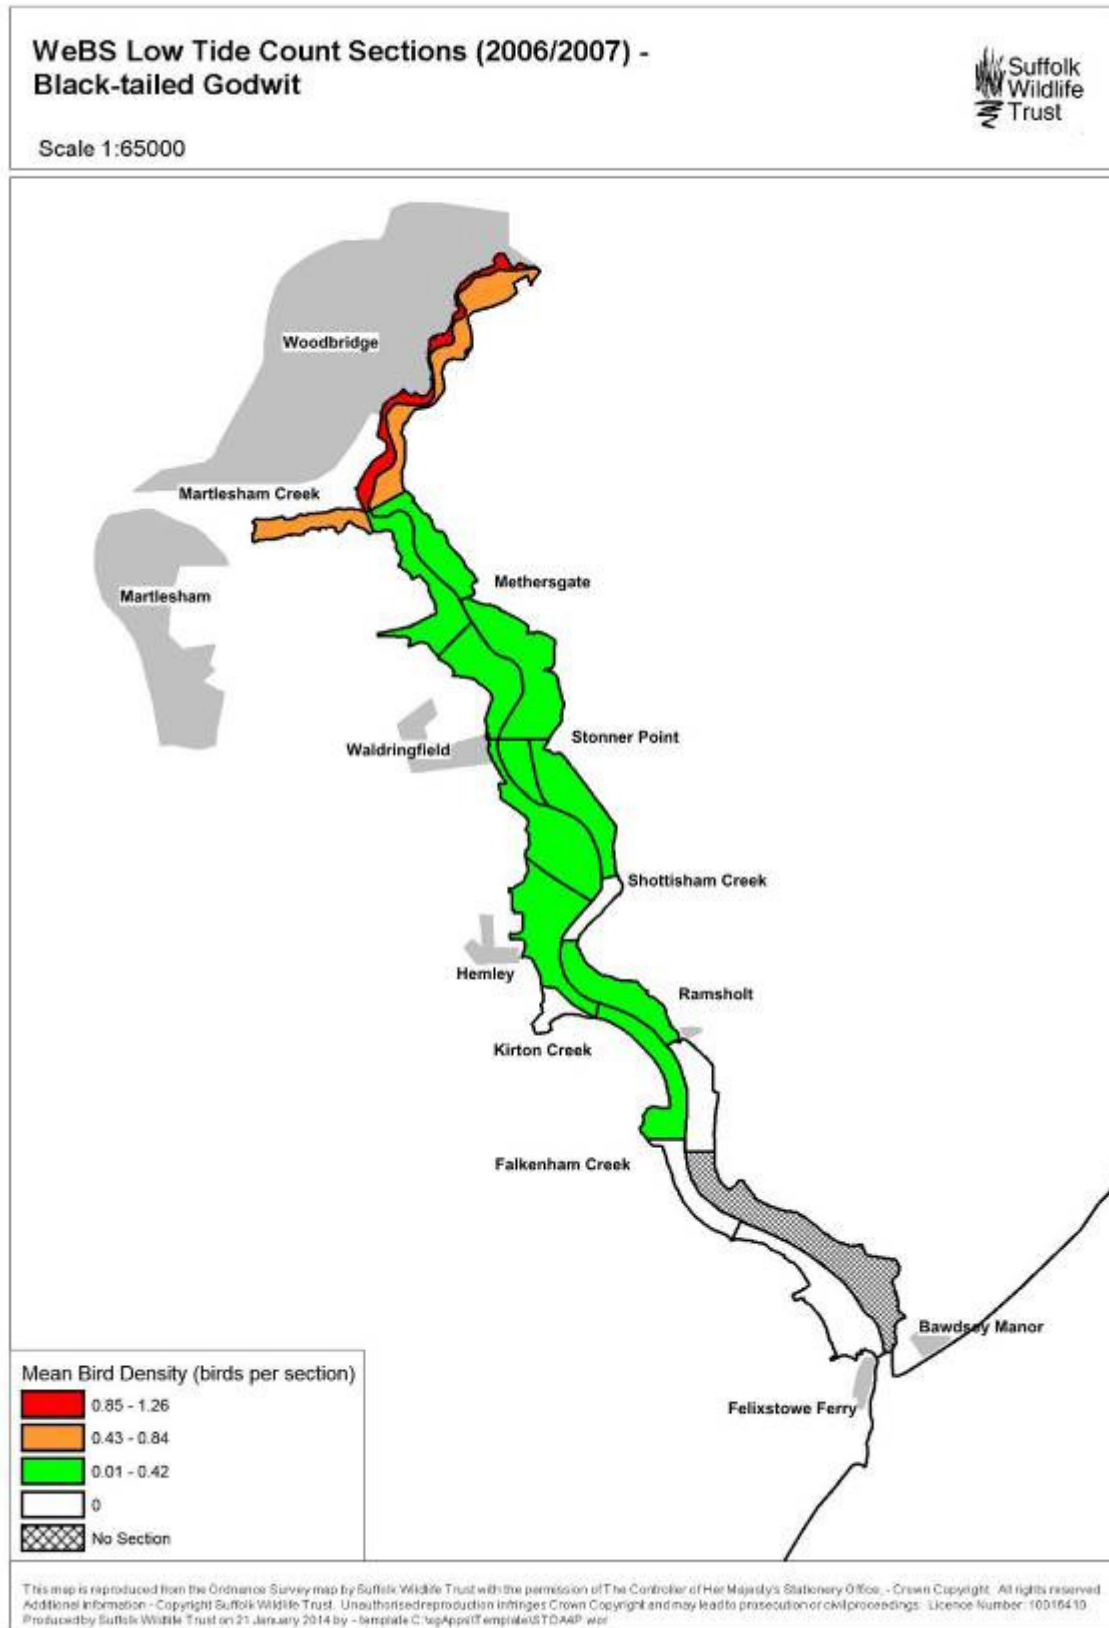 WeBS Low Tide Count Sections (2006/2007) -
Black-tailed Godwit
Suffolk
Wildlife
Trust
Scale 1:65000
Woodbridge
Martlesham Creek
Methersgate
Martlesham
Stonner Point
Waldringfield
Shottisham Creek
Hemley
Ramsholt
Kirton Creek
Falkenham Creek
Bawdsey Manor
Felixstowe Ferry
Mean Bird Density (birds per section)
0.85 - 1.26
0.43 - 0.84
0.01 - 0.42
0
No Section
This map is reproduced from the Ordnance Survey map by Suffolk Wildlife Trust with the permission of The Controller of Her Majesty's Stationery Office, - Crown Copyright. All rights reserved
Additional Information - Copyright Suffolk Wildlife Trust. Unauthorised reproduction infringes Crown Copyright and may lead to prosecution or civil proceedings. Licence Number: 10016410
Produced by Suffolk Wildlife Trust on 21 January 2014 by - template